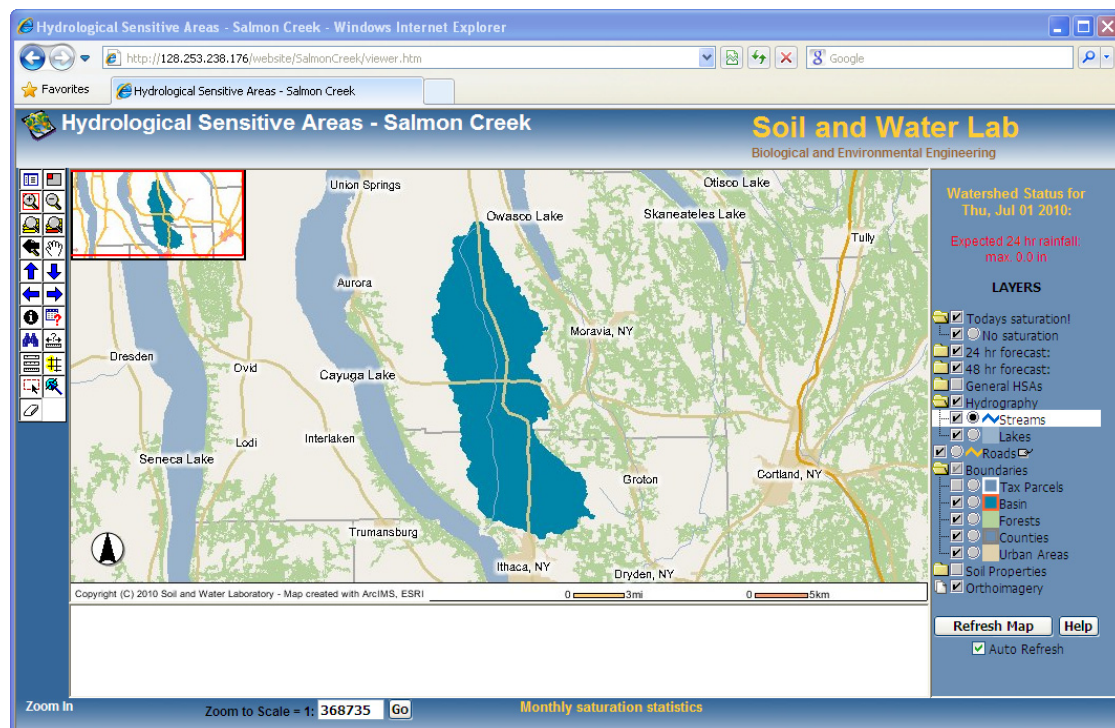 Hydrological Sensitive Areas - Salmon Creek - Windows Internet Explorer
http://128.253.238.176/website/SalmonCreek/viewer.htm
Google
Favorites
Hydrological Sensitive Areas - Salmon Creek
Hydrological Sensitive Areas - Salmon Creek
Soil and Water Lab
Biological and Environmental Engineering
Union Springs
Otisco Lake
Owasco Lake
Skaneateles Lake
Tully
Aurora
Moravia, NY
Dresden
Ovid
Cayuga Lake
Lodi
Interlaken
Seneca Lake
Groton
Cortland, NY
Trumansburg
Ithaca, NY
Dryden, NY
Copyright (C) 2010 Soil and Water Laboratory - Map created with ArcIMS, ESRI
0 3mi
0 5km
Watershed Status for
Thu, Jul 01 2010:
Expected 24 hr rainfall:
max. 0.0 in
LAYERS
Todays saturation!
No saturation
24 hr forecast:
48 hr forecast:
General HSAs
Hydrography
Streams
Lakes
Roads
Boundaries
Tax Parcels
Basin
Forests
Counties
Urban Areas
Soil Properties
Orthoimagery
Refresh Map Help
Auto Refresh
Zoom In
Zoom to Scale = 1: 368735 Go
Monthly saturation statistics